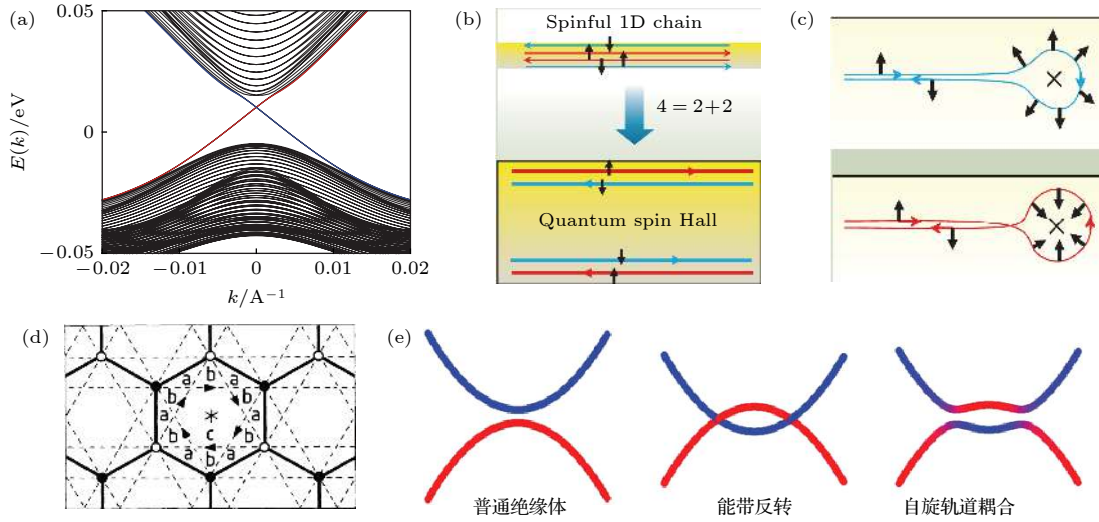 (a)
0.05
0
−0.05
E(k)/eV
−0.02
−0.01
0
0.01
0.02
k/A⁻¹
(b)
Spinful 1D chain
4 = 2+2
Quantum spin Hall
(c)
(d)
a b a
b b
a a
b c b
a b a
(e)
普通绝缘体
能带反转
自旋轨道耦合